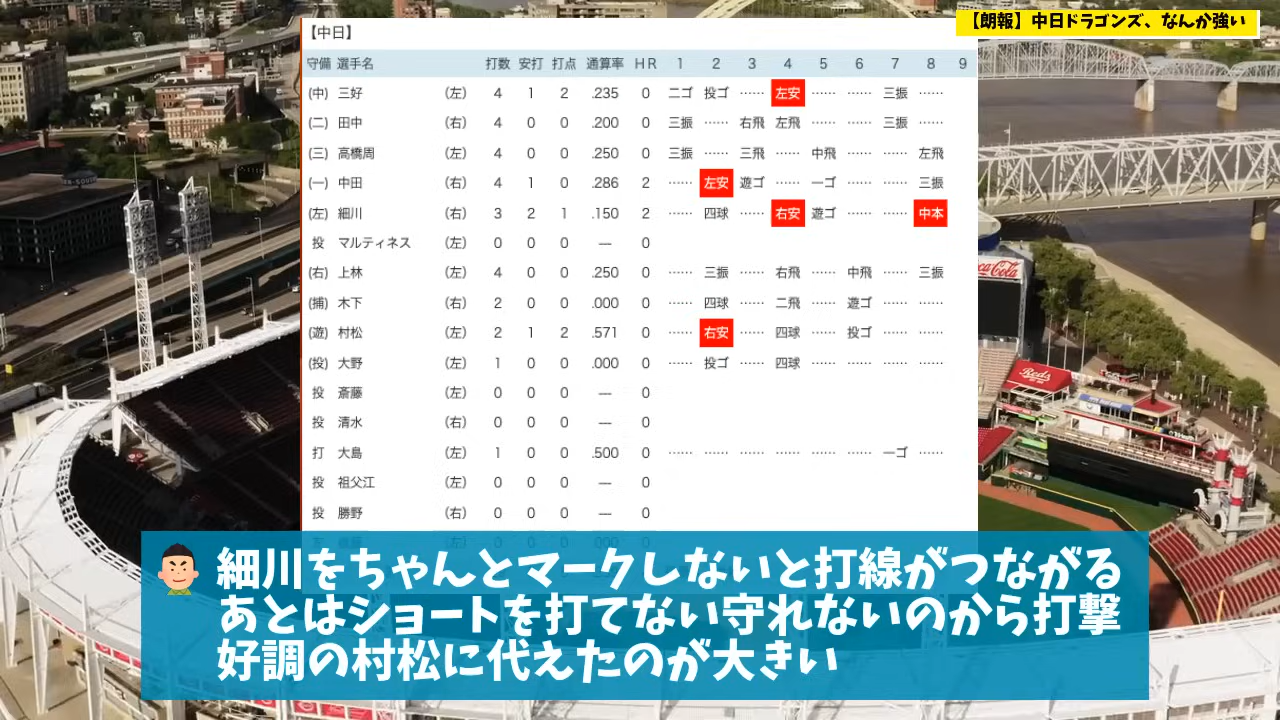 【朗報】中日ドラゴンズ、なんか強い
【中日】
守備 選手名 打数 安打 打点 通算率 HR 1 2 3 4 5 6 7 8 9
(中) 三好 (左) 4 1 2 .235 0 二ゴ 投ゴ …… 左安 …… …… 三振 ……
(二) 田中 (右) 4 0 0 .200 0 三振 …… 右飛 左飛 …… …… 三振 ……
(三) 高橋周 (左) 4 0 0 .250 0 三振 …… 三飛 …… 中飛 …… …… 左飛
(一) 中田 (右) 4 1 0 .286 2 …… 左安 遊ゴ …… 一ゴ …… …… 三振
(左) 細川 (右) 3 2 1 .150 2 …… 四球 …… 右安 遊ゴ …… …… 中本
投 マルティネス (左) 0 0 0 --- 0
(右) 上林 (左) 4 0 0 .250 0 …… 三振 …… 右飛 …… 中飛 …… 三振
(捕) 木下 (右) 2 0 0 .000 0 …… 四球 …… 二飛 …… 遊ゴ …… ……
(遊) 村松 (左) 2 1 2 .571 0 …… 右安 …… 四球 …… 投ゴ …… ……
(投) 大野 (左) 1 0 0 .000 0 …… 投ゴ …… 四球 …… …… …… ……
投 斎藤 (左) 0 0 0 --- 0
投 清水 (右) 0 0 0 --- 0
打 大島 (左) 1 0 0 .500 0 …… …… …… …… …… …… 一ゴ ……
投 祖父江 (右) 0 0 0 --- 0
投 勝野 (右) 0 0 0 --- 0
細川をちゃんとマークしないと打線がつながる
あとはショートを打てない守れないのから打撃
好調の村松に代えたのが大きい
Coca-Cola
Reds